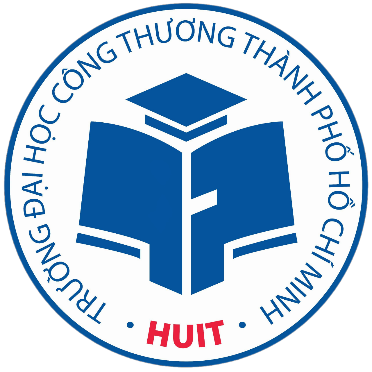 TRƯỜNG ĐẠI HỌC CÔNG THƯƠNG THÀNH PHỐ HỒ CHÍ MINH
• HUIT •